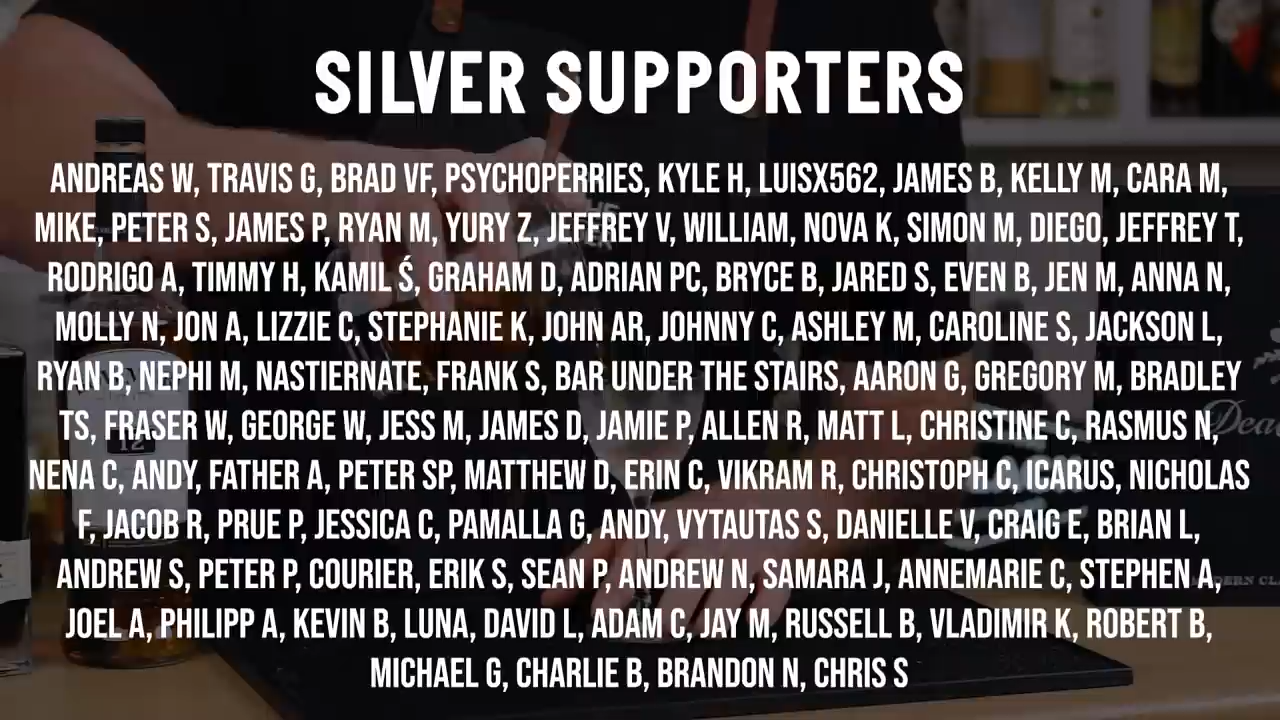 SILVER SUPPORTERS
ANDREAS W, TRAVIS G, BRAD VF, PSYCHOPERRIES, KYLE H, LUISX562, JAMES B, KELLY M, CARA M,
MIKE, PETER S, JAMES P, RYAN M, YURY Z, JEFFREY V, WILLIAM, NOVA K, SIMON M, DIEGO, JEFFREY T,
RODRIGO A, TIMMY H, KAMIL Ś, GRAHAM D, ADRIAN PC, BRYCE B, JARED S, EVEN B, JEN M, ANNA N,
MOLLY N, JON A, LIZZIE C, STEPHANIE K, JOHN AR, JOHNNY C, ASHLEY M, CAROLINE S, JACKSON L,
RYAN B, NEPHI M, NASTIERNATE, FRANK S, BAR UNDER THE STAIRS, AARON G, GREGORY M, BRADLEY
TS, FRASER W, GEORGE W, JESS M, JAMES D, JAMIE P, ALLEN R, MATT L, CHRISTINE C, RASMUS N,
NENA C, ANDY, FATHER A, PETER SP, MATTHEW D, ERIN C, VIKRAM R, CHRISTOPH C, ICARUS, NICHOLAS
F, JACOB R, PRUE P, JESSICA C, PAMALLA G, ANDY, VYTAUTAS S, DANIELLE V, CRAIG E, BRIAN L,
ANDREW S, PETER P, COURIER, ERIK S, SEAN P, ANDREW N, SAMARA J, ANNEMARIE C, STEPHEN A,
JOEL A, PHILIPP A, KEVIN B, LUNA, DAVID L, ADAM C, JAY M, RUSSELL B, VLADIMIR K, ROBERT B,
MICHAEL G, CHARLIE B, BRANDON N, CHRIS S
12